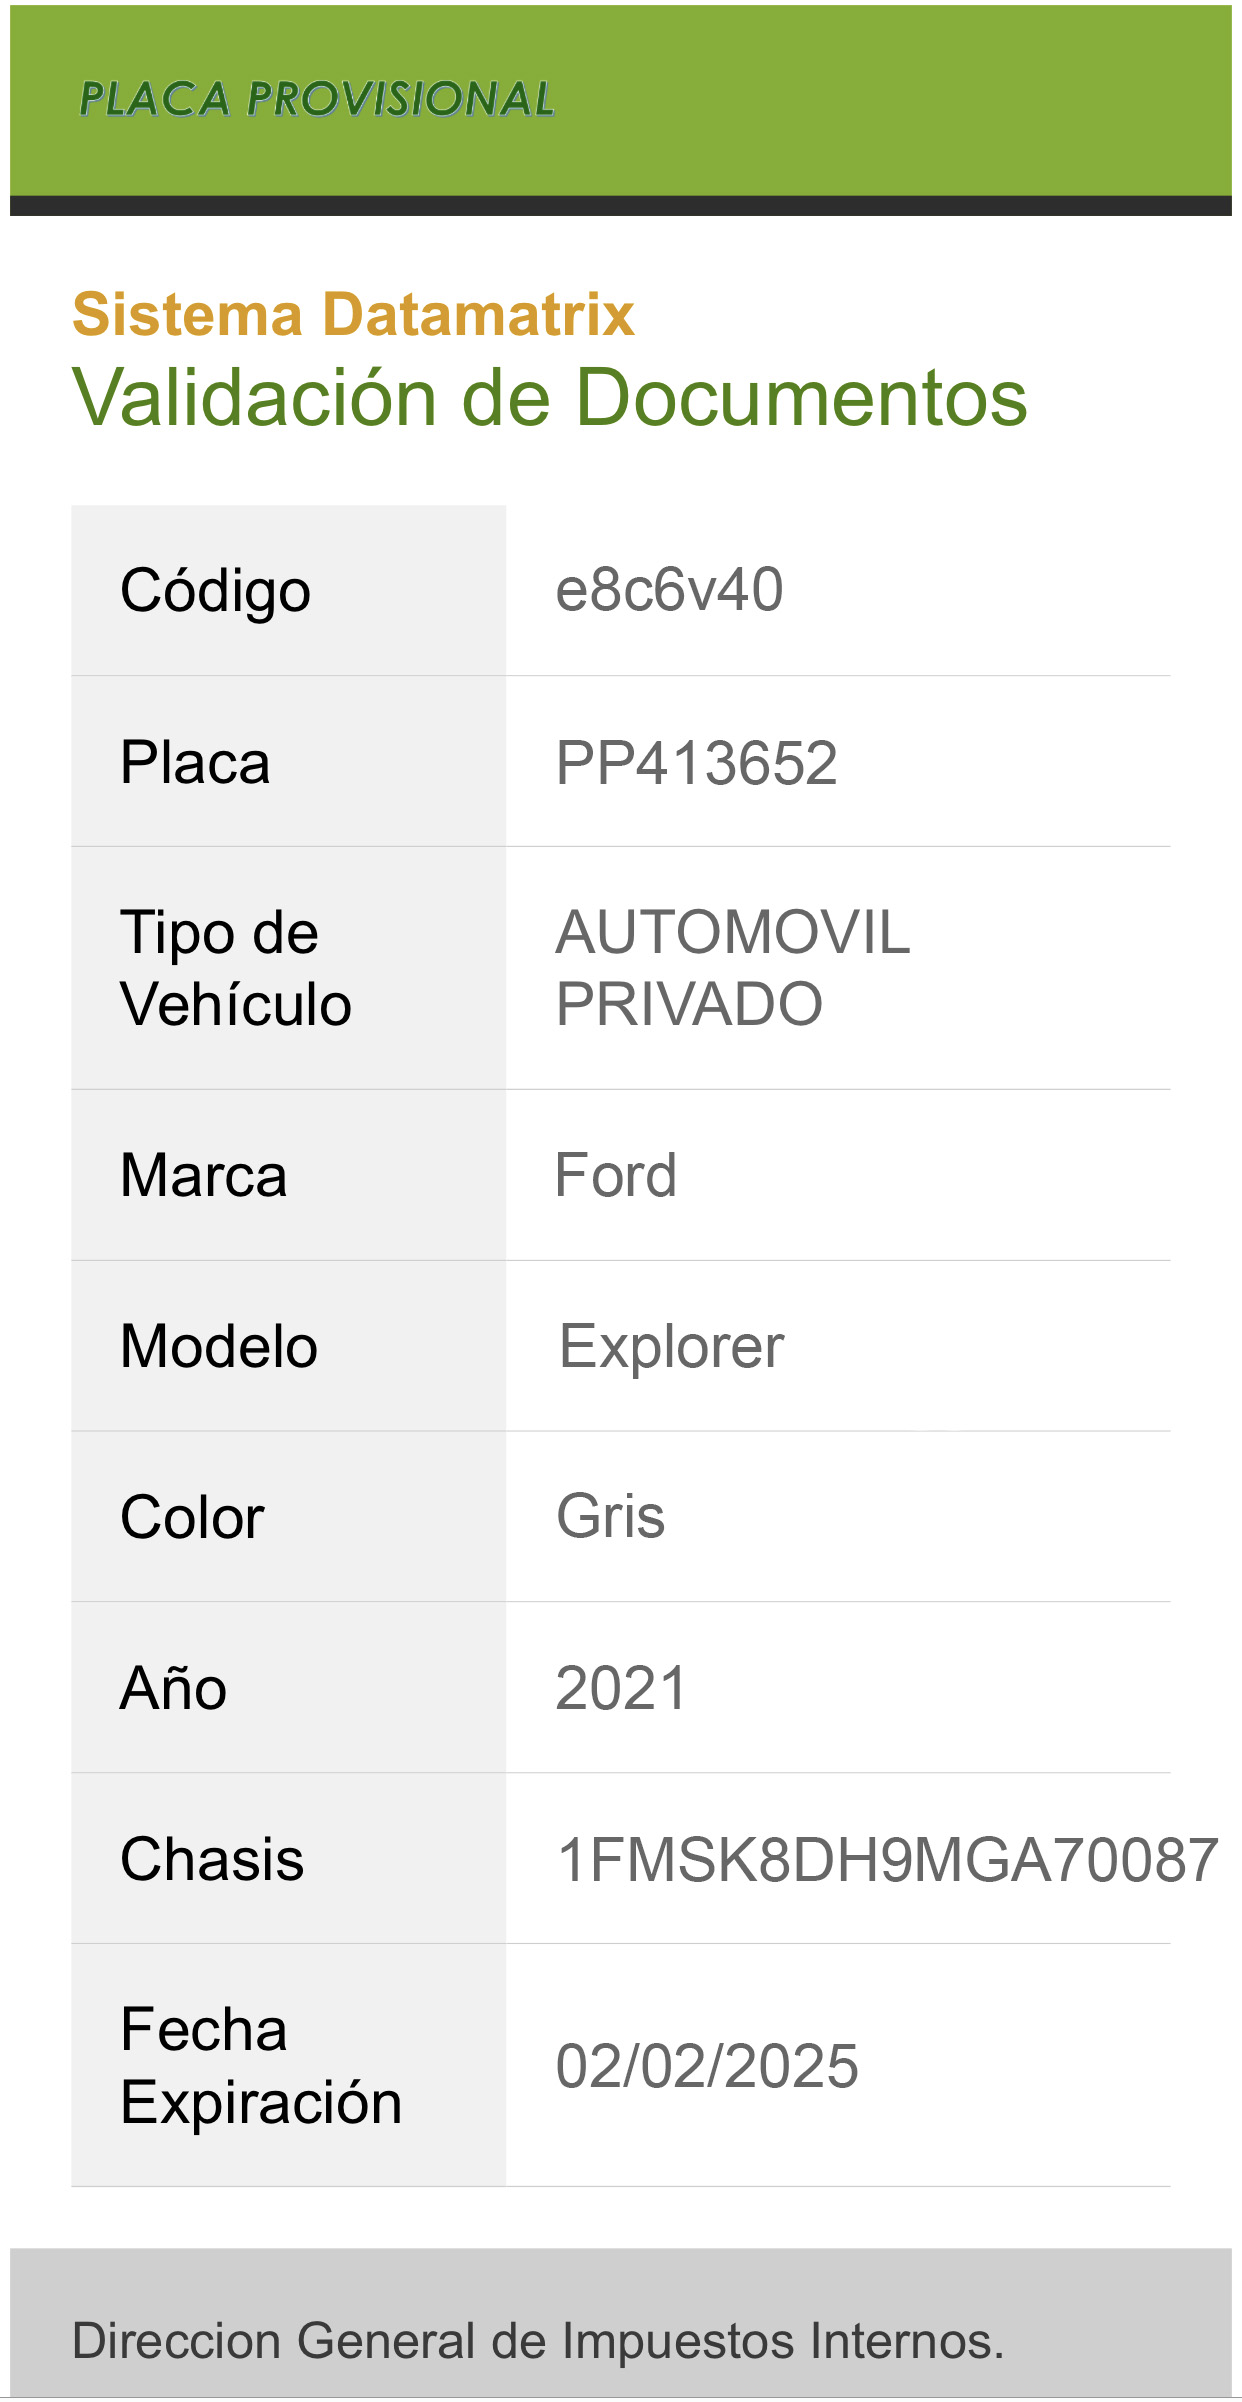 PLACA PROVISIONAL
Sistema Datamatrix
Validación de Documentos
Código e8c6v40
Placa PP413652
Tipo de Vehículo AUTOMOVIL PRIVADO
Marca Ford
Modelo Explorer
Color Gris
Año 2021
Chasis 1FMSK8DH9MGA70087
Fecha Expiración 02/02/2025
Direccion General de Impuestos Internos.